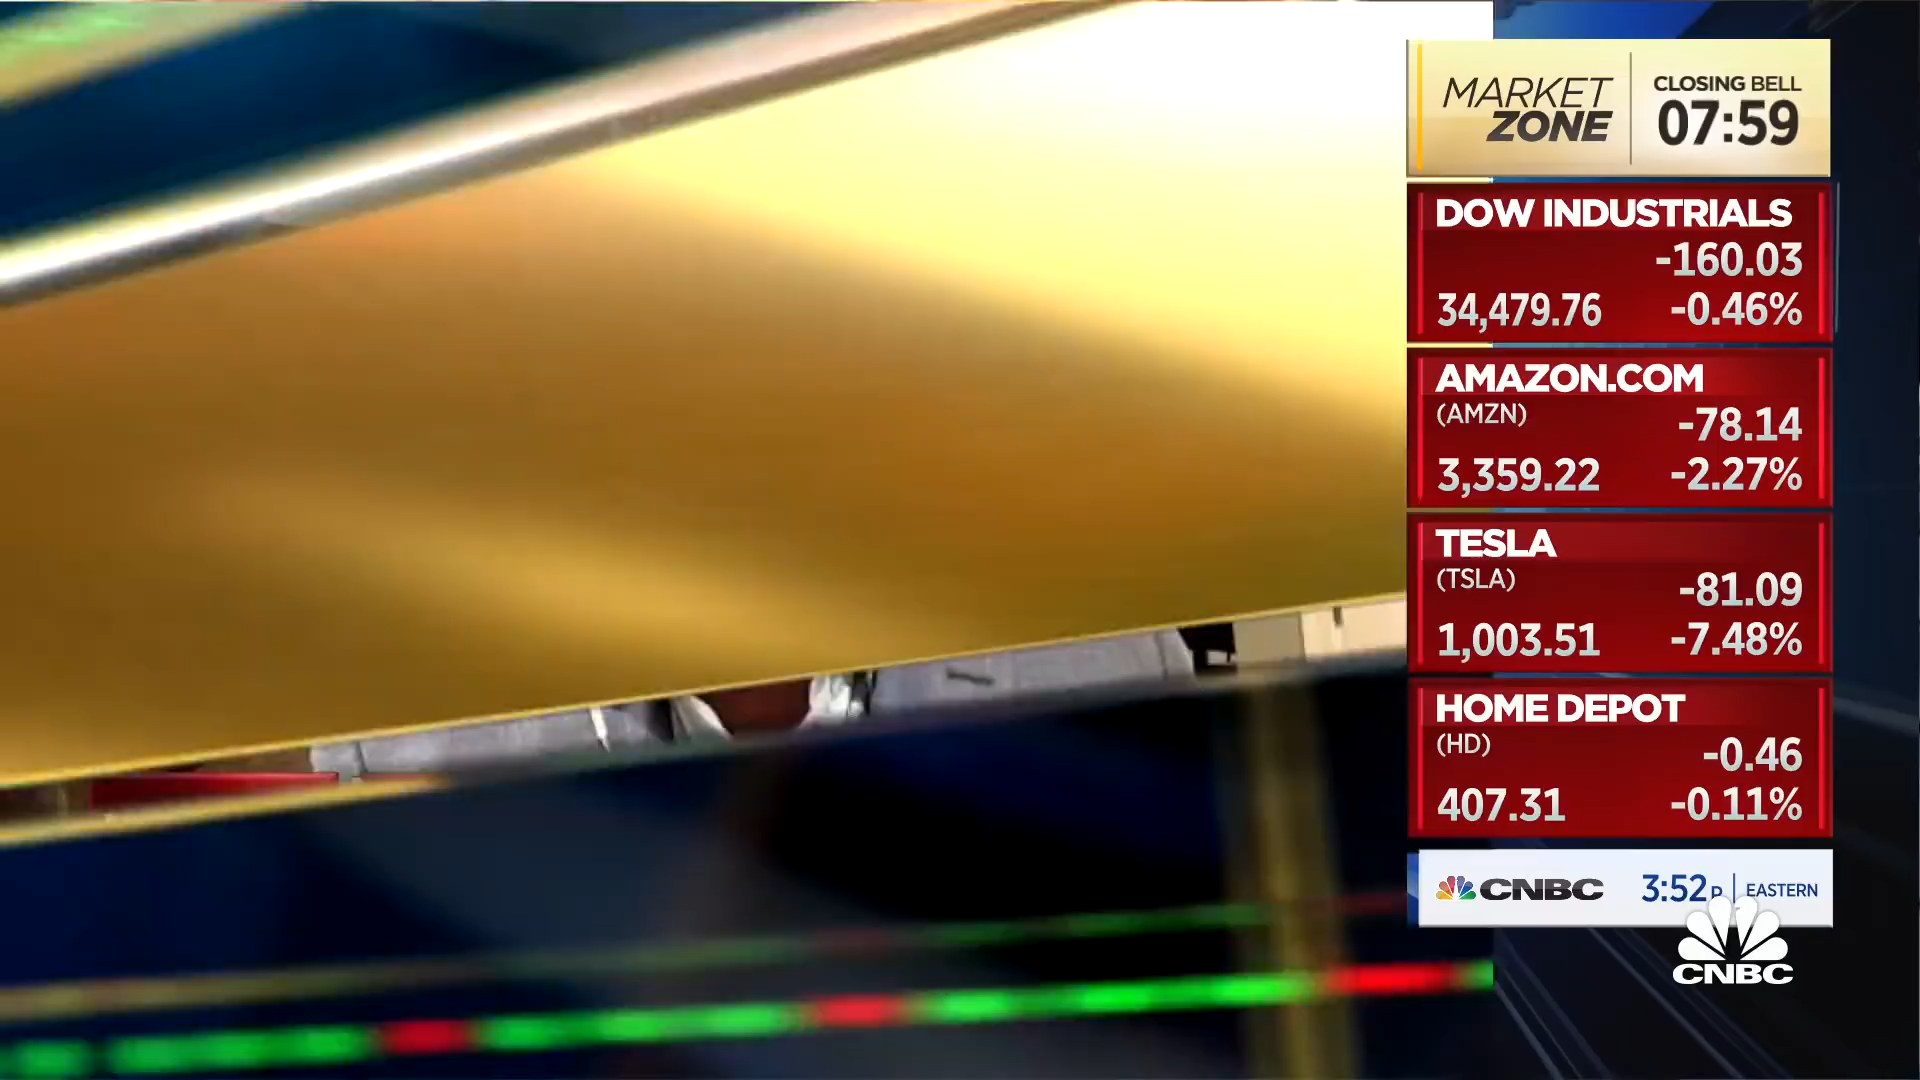 MARKET
ZONE
CLOSING BELL
07:59
DOW INDUSTRIALS
-160.03
34,479.76 -0.46%
AMAZON.COM
(AMZN)
-78.14
3,359.22 -2.27%
TESLA
(TSLA)
-81.09
1,003.51 -7.48%
HOME DEPOT
(HD)
-0.46
407.31 -0.11%
CNBC 3:52P EASTERN
CNBC